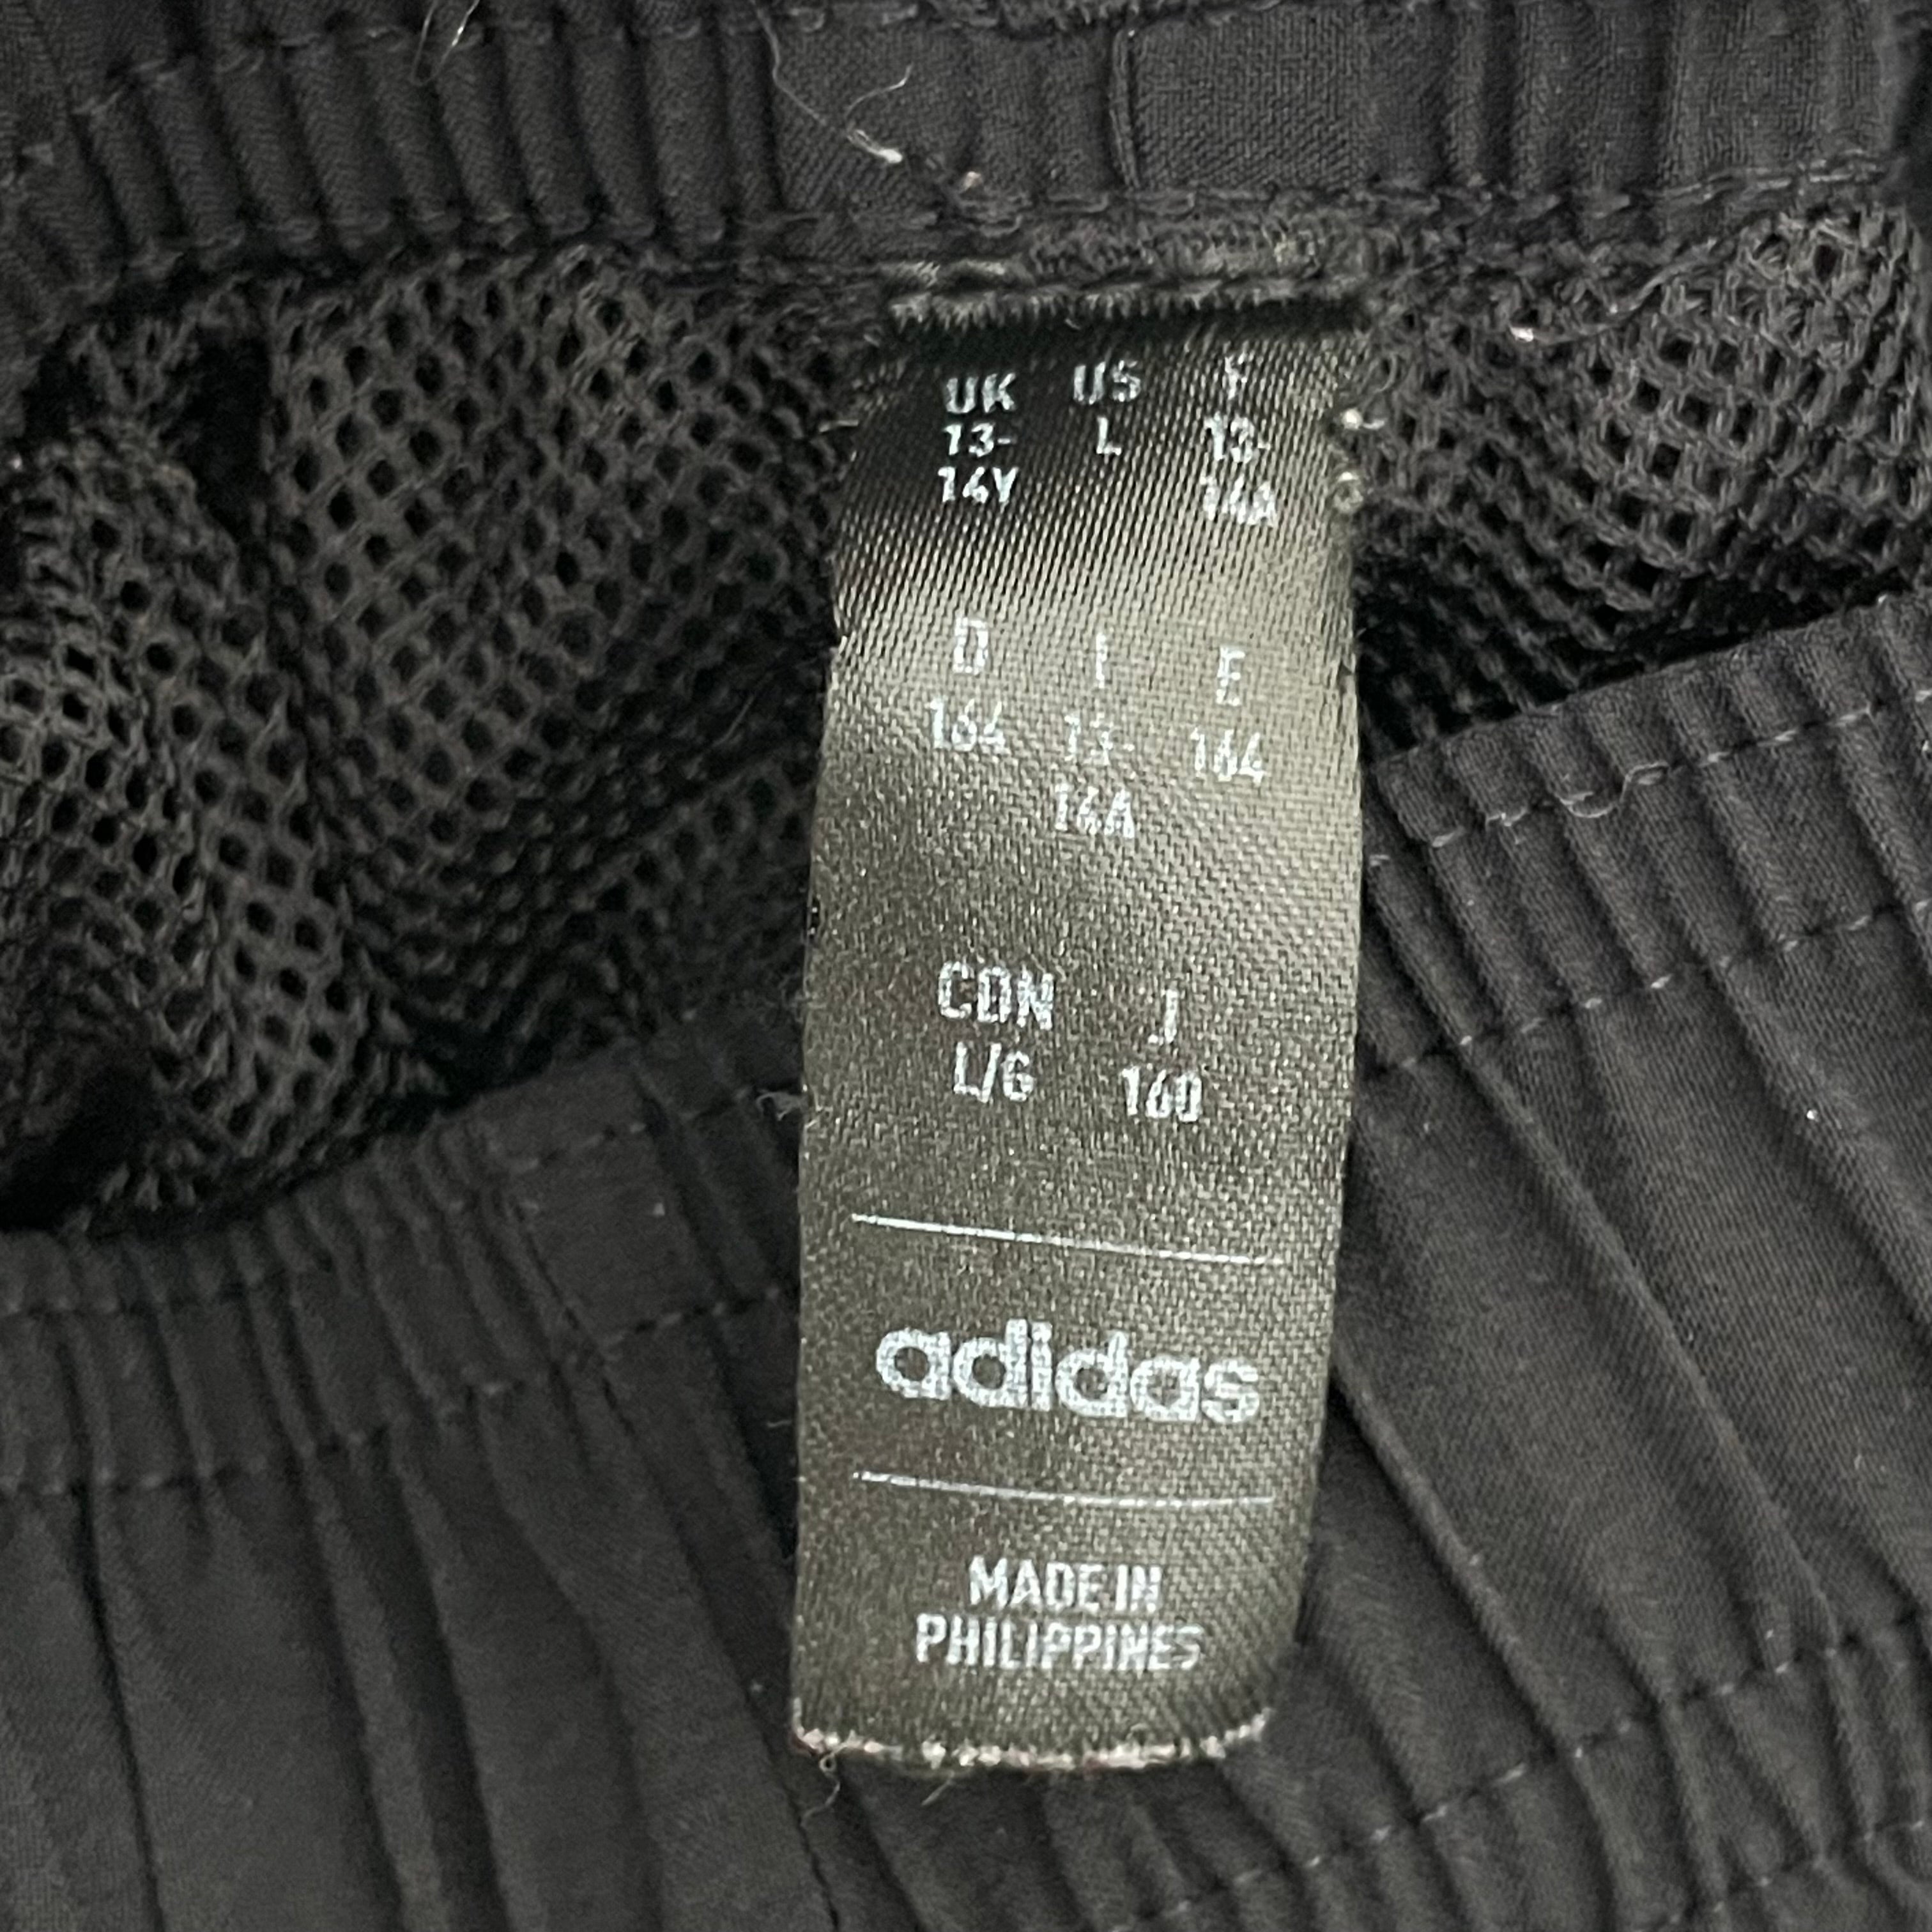 UK US F
13- L 13-
14Y 14A
D I E
164 13- 164
14A
CDN J
L/G 160
adidas
MADE IN
PHILIPPINES